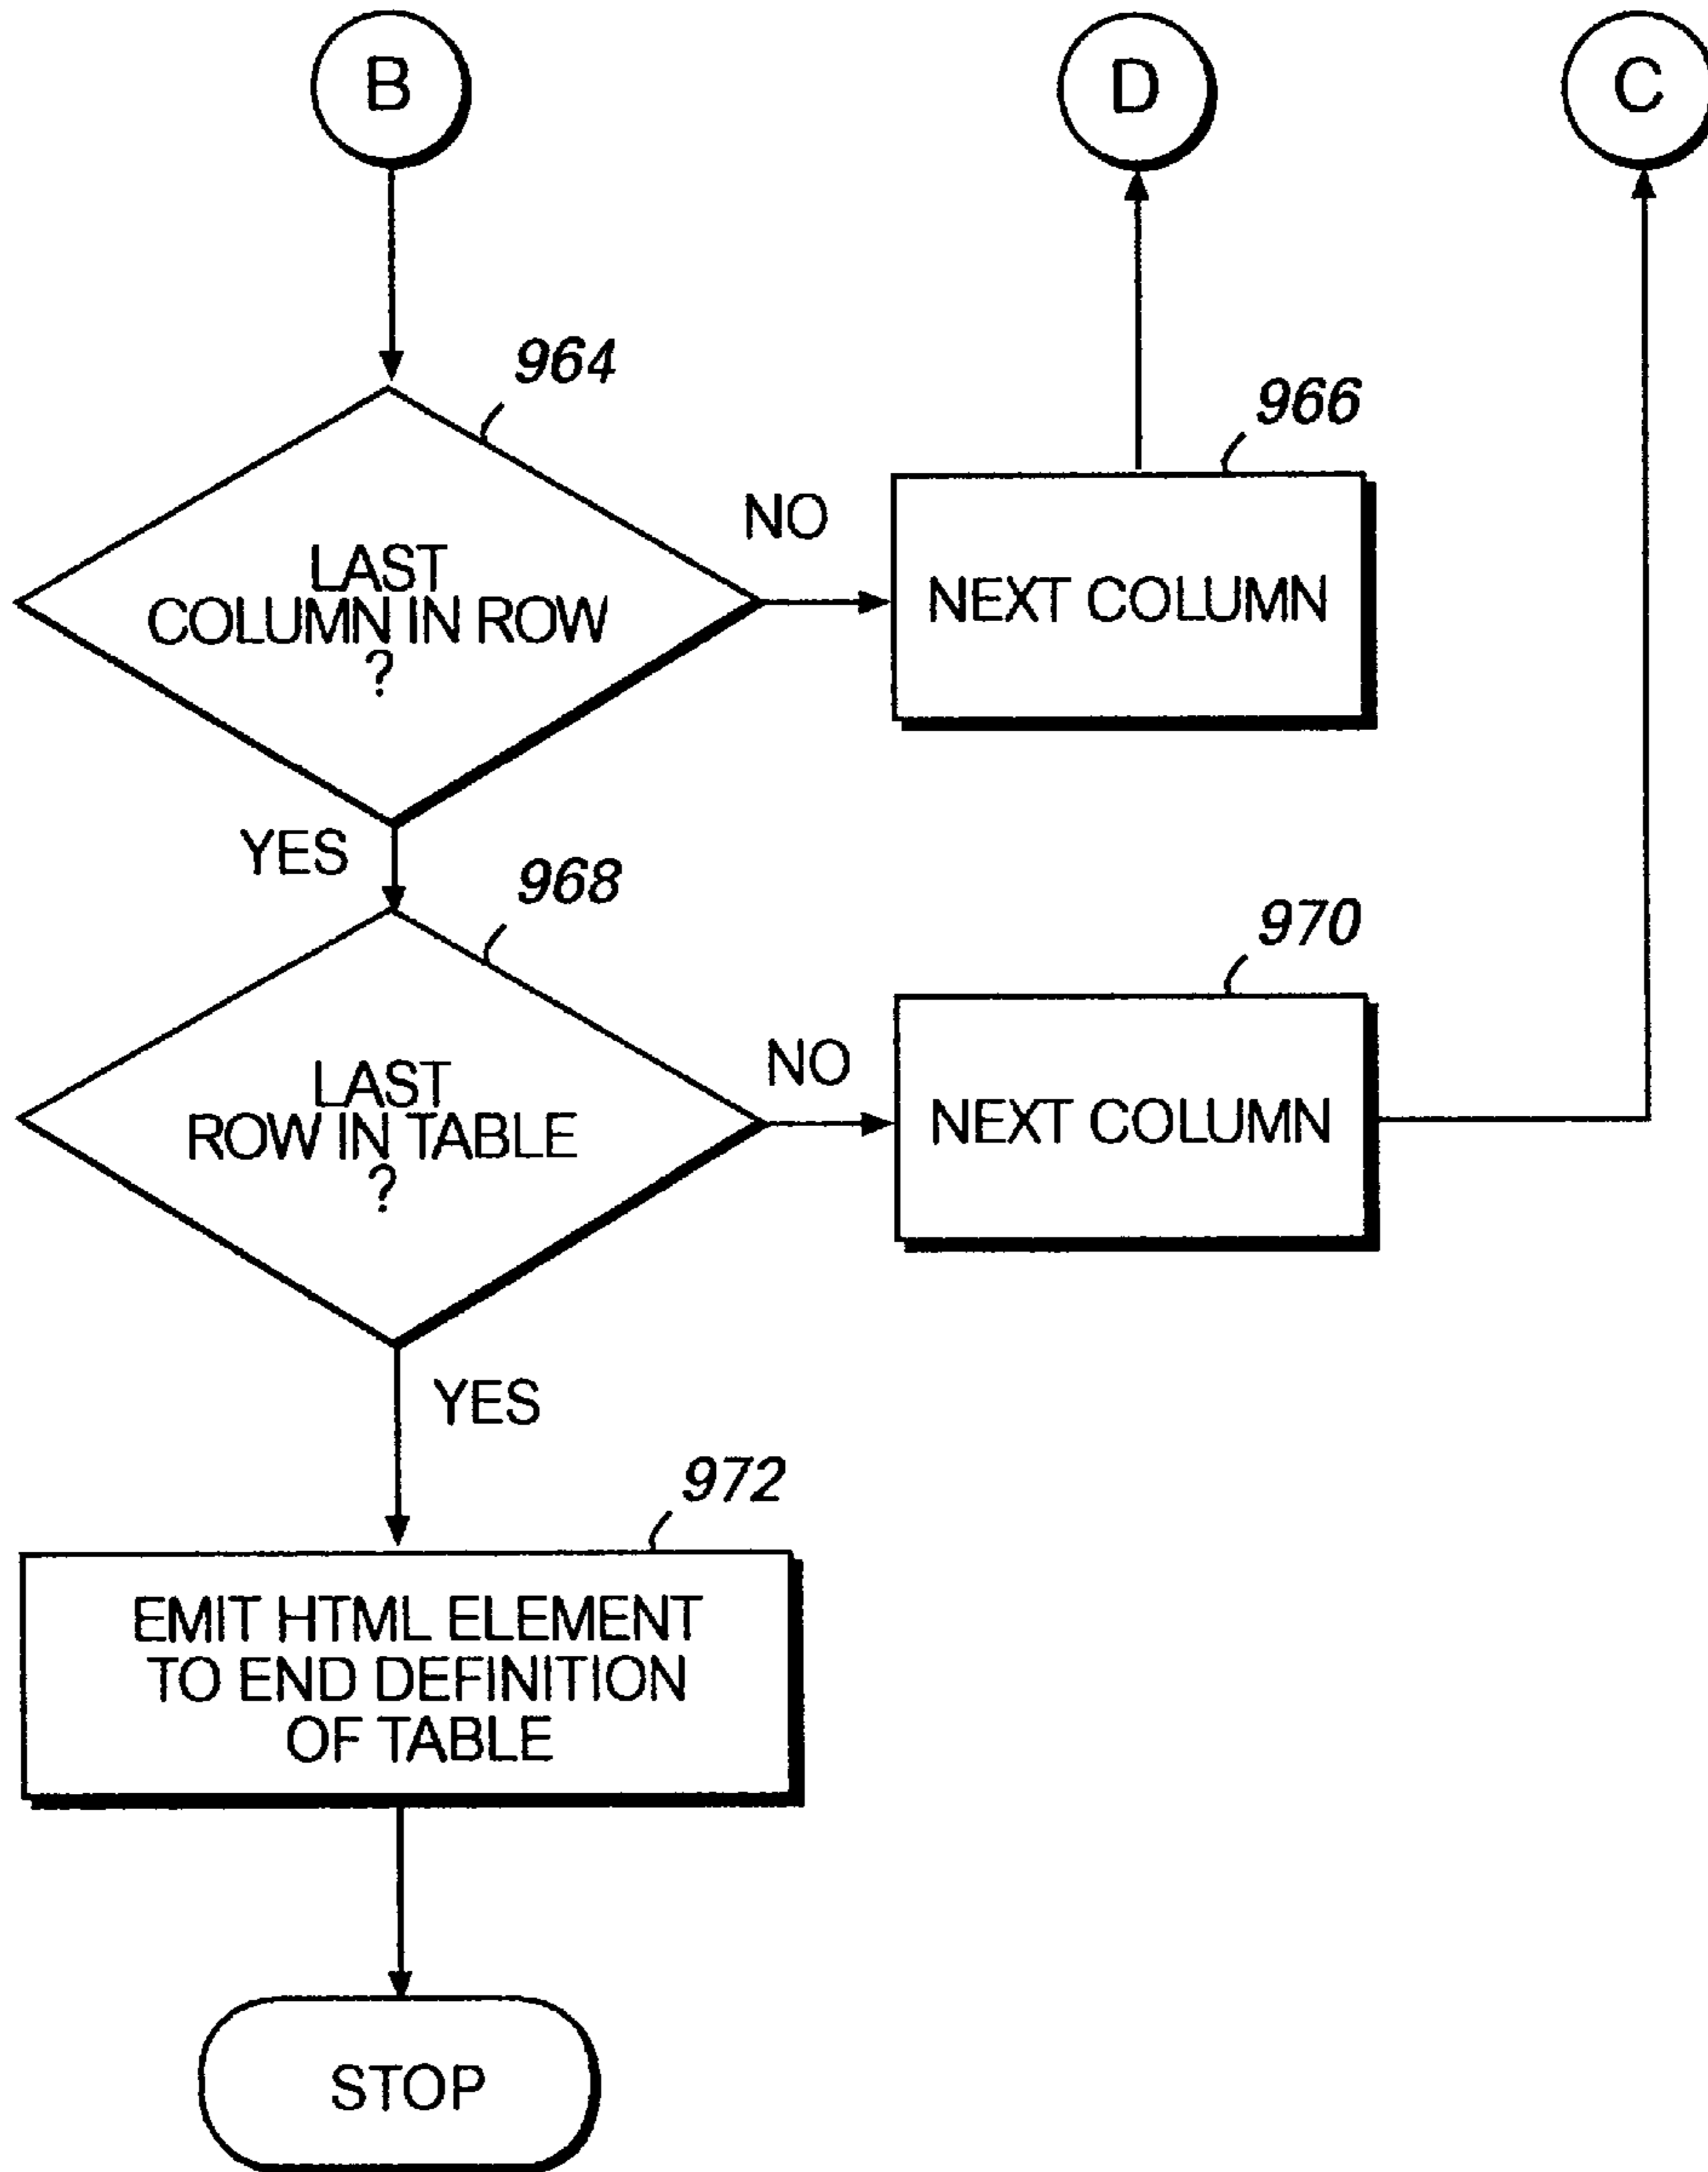 B
D
C
964
966
LAST
COLUMN IN ROW
?
NO
NEXT COLUMN
YES
968
970
LAST
ROW IN TABLE
?
NO
NEXT COLUMN
YES
972
EMIT HTML ELEMENT
TO END DEFINITION
OF TABLE
STOP